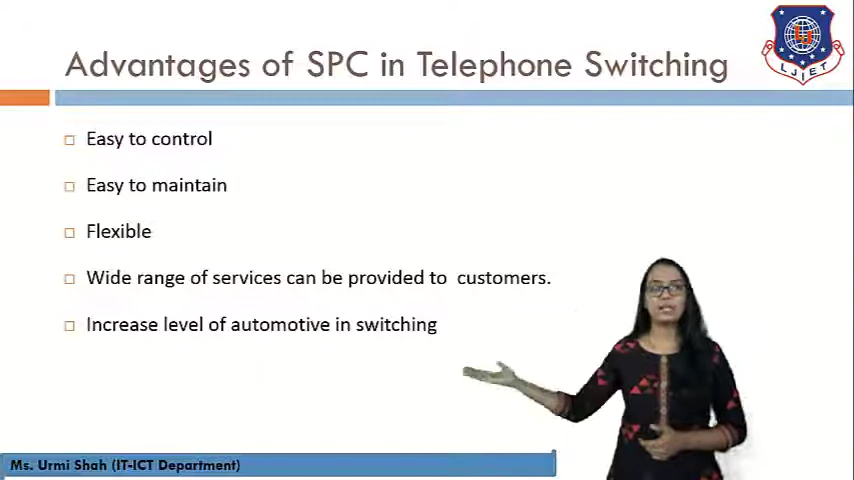 Advantages of SPC in Telephone Switching
LJIET
Easy to control
Easy to maintain
Flexible
Wide range of services can be provided to customers.
Increase level of automotive in switching
Ms. Urmi Shah (IT-ICT Department)